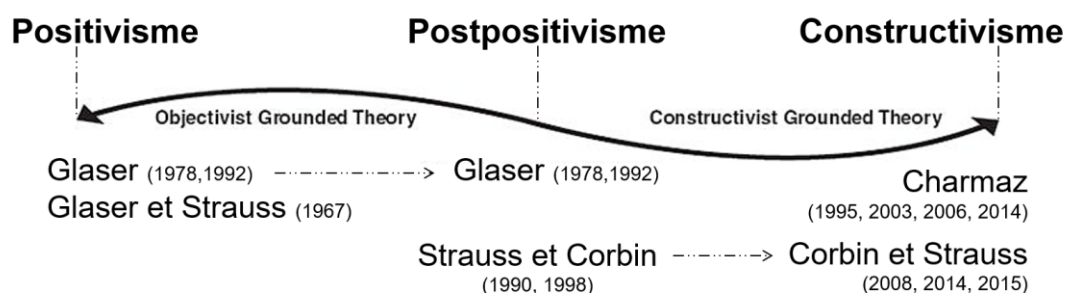 Positivisme Postpositivisme Constructivisme
Objectivist Grounded Theory Constructivist Grounded Theory
Glaser (1978,1992) Glaser (1978,1992)
Charmaz
Glaser et Strauss (1967)
(1995, 2003, 2006, 2014)
Strauss et Corbin Corbin et Strauss
(1990, 1998) (2008, 2014, 2015)